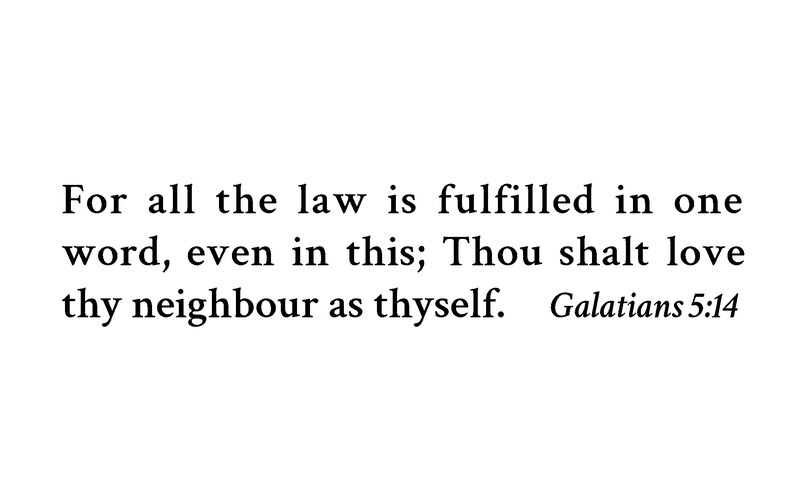 For all the law is fulfilled in one
word, even in this; Thou shalt love
thy neighbour as thyself. Galatians 5:14